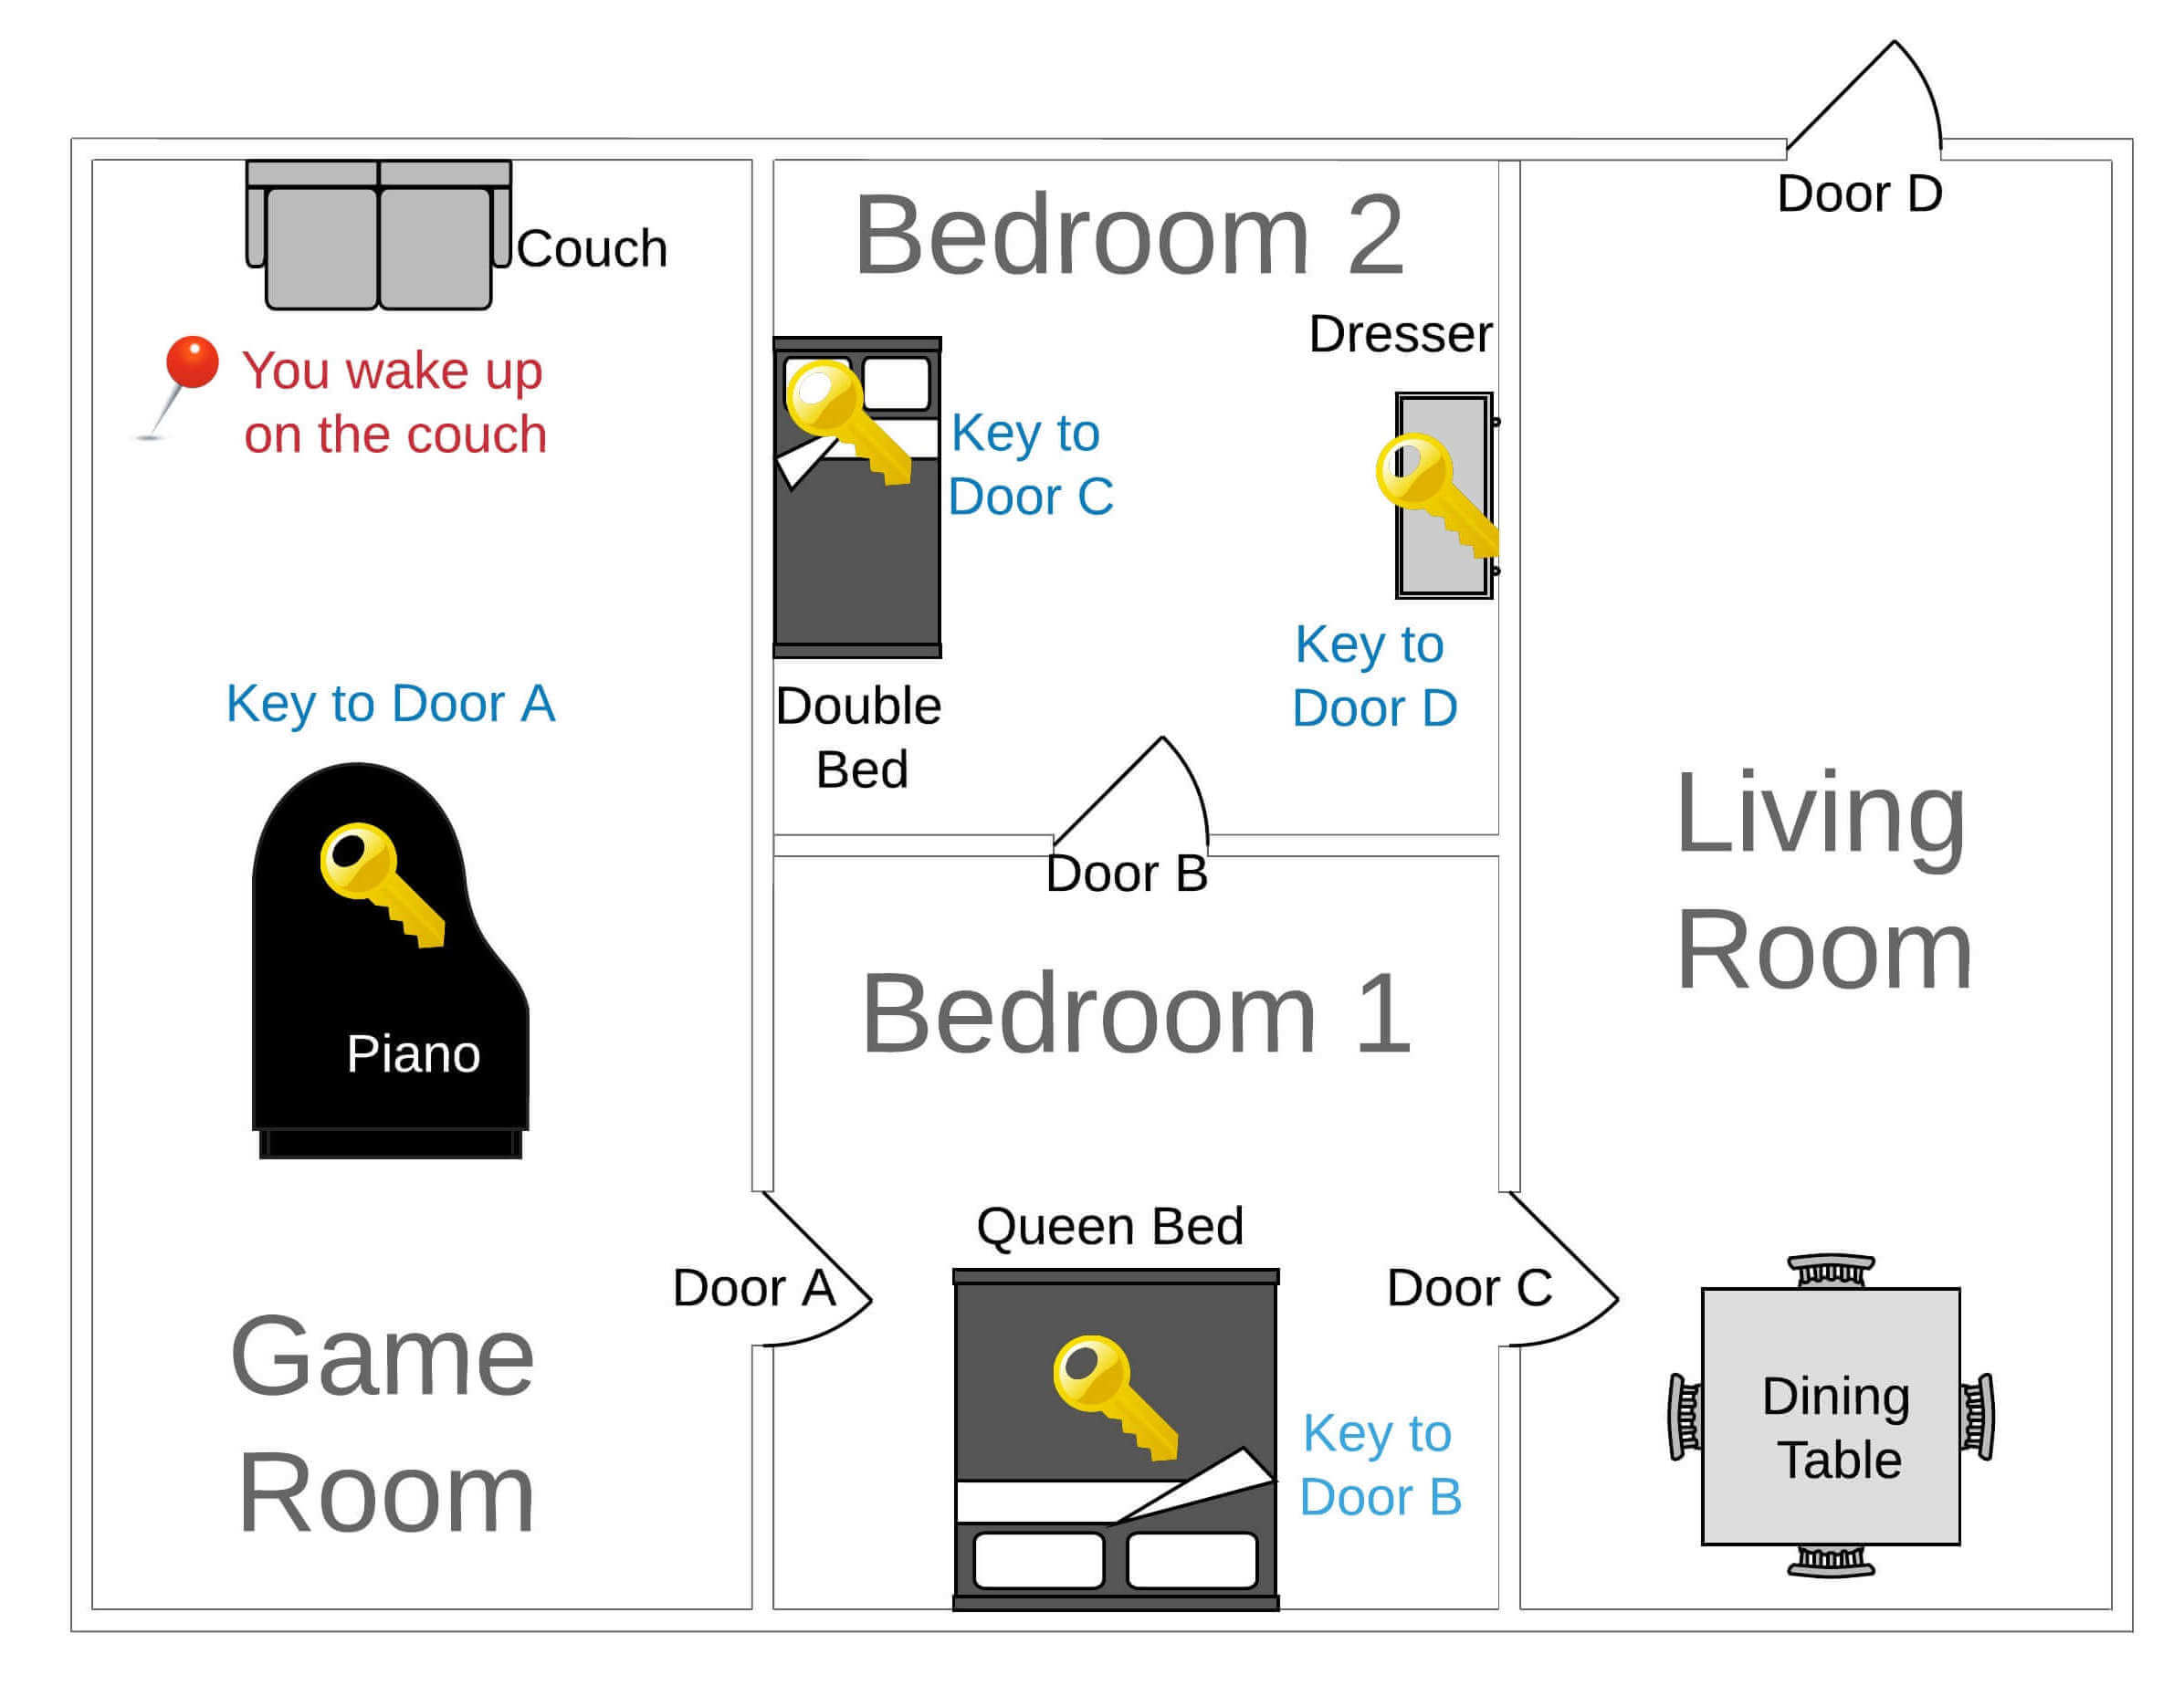 Door D
Couch
You wake up
on the couch
Key to Door A
Piano
Game
Room
Bedroom 2
Dresser
Key to
Door C
Key to
Door D
Double
Bed
Door B
Bedroom 1
Queen Bed
Door A
Key to
Door B
Door C
Living
Room
Dining
Table